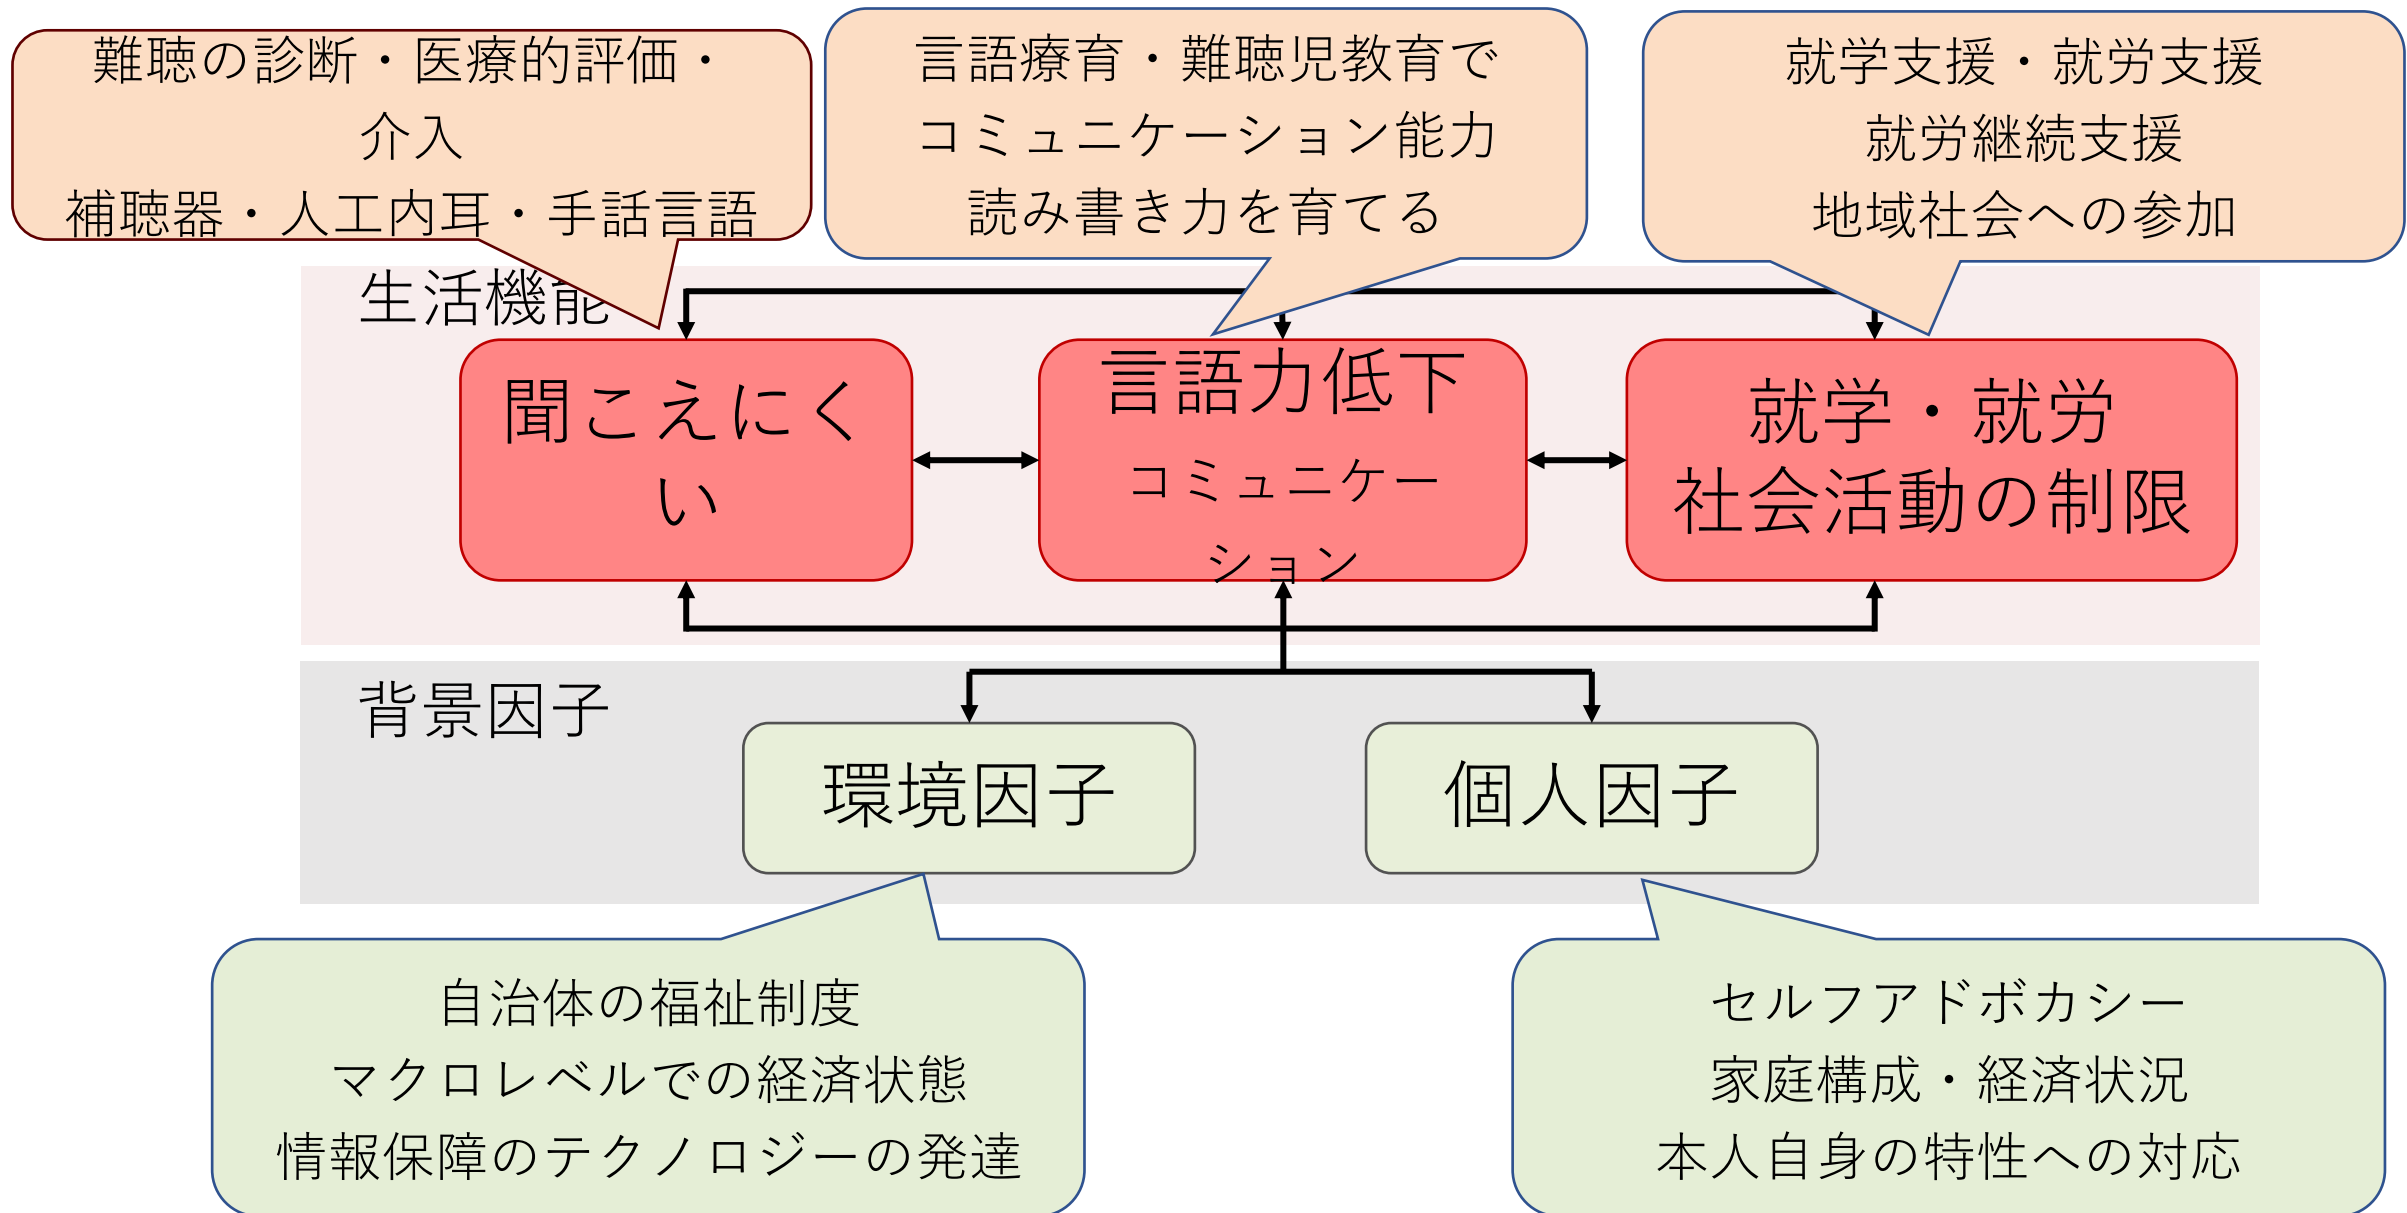 難聴の診断・医療的評価・
介入
補聴器・人工内耳・手話言語
言語療育・難聴児教育で
コミュニケーション能力
読み書き力を育てる
就学支援・就労支援
就労継続支援
地域社会への参加
生活機能
聞こえにく
い
言語力低下
コミュニケー
ション
就学・就労
社会活動の制限
背景因子
環境因子
個人因子
自治体の福祉制度
マクロレベルでの経済状態
情報保障のテクノロジーの発達
セルフアドボカシー
家庭構成・経済状況
本人自身の特性への対応